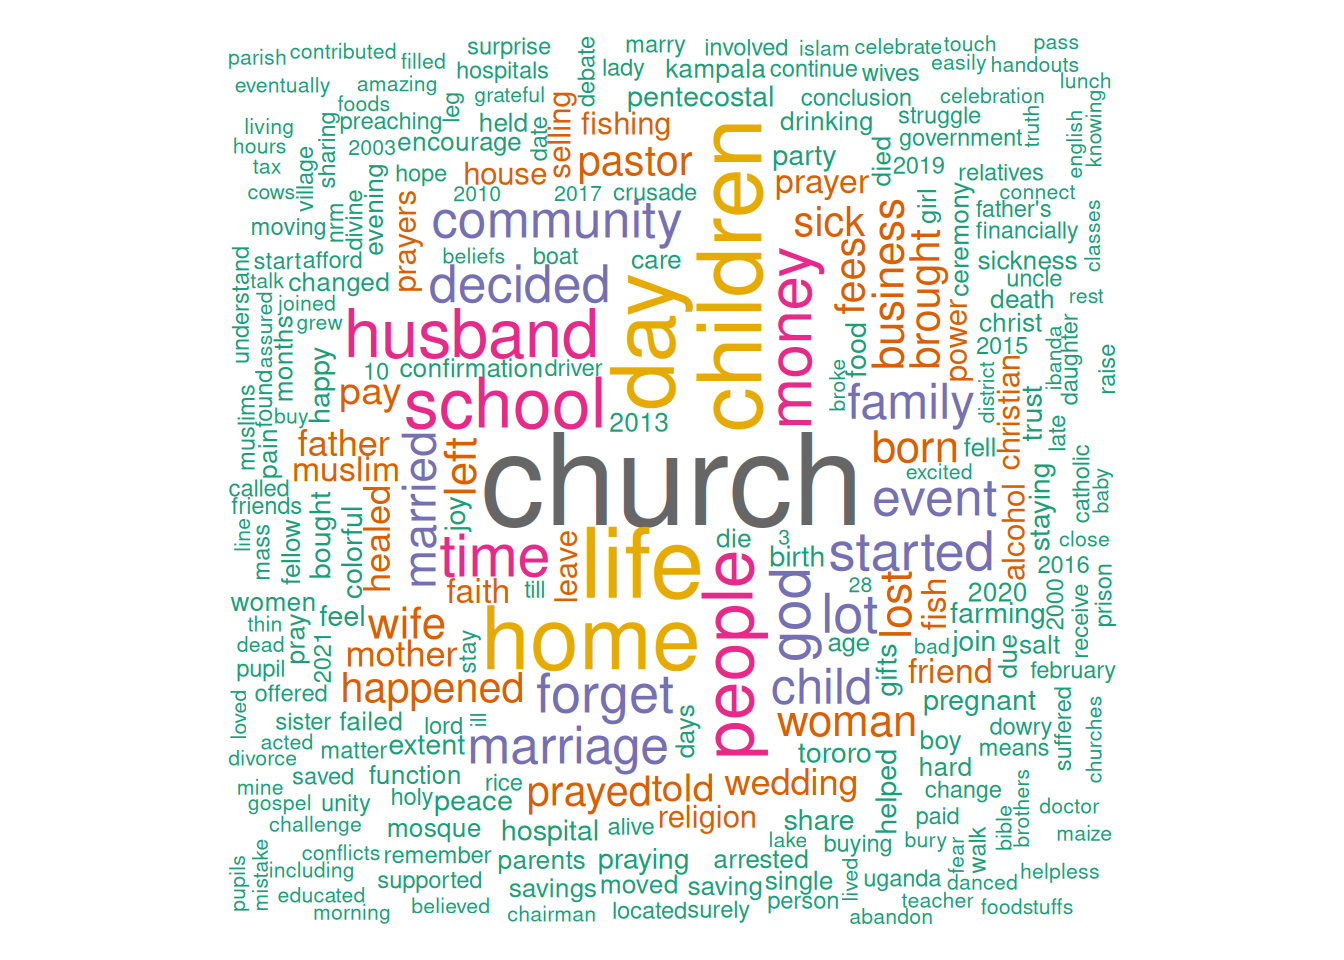 parish contributed filled surprise debate marry involved islam celebrate touch pass
eventually amazing hospitals lady kampala continue wives easily handouts lunch
foods leg grateful pentecostal conclusion celebration
living preaching held date selling fishing drinking struggle truth english knowing
hours sharing 2003 encourage pastor children party government
tax village hope house prayer died 2019 relatives
cows evening 2010 2017 crusade sick girl connect
moving nrm divine prayers community business ceremony father's classes
beliefs boat care money fees brought financially
understand start afford decided day sickness
talk assured changed uncle
joined husband food power death rest
grew months christ
found happy 10 confirmation driver broke district christian 2015 ibanda daughter raise
muslims buy pay school 2013 family trust late
pain father married left church born fell
called muslim excited catholic baby
friends healed joy event alcohol staying
line mass fellow bought colorful time leave life die 3 birth started close
2016
women thin pray feel faith till people god 28 lot lost fish 2020 2000 receive prison
dead 2021 wife stay home age bad farming join due salt
pupil mother gifts friend february
loved offered happened forget child pregnant
sister failed lord ill days woman dowry suffered churches
divorce acted matter extent marriage tororo boy means
saved function rice hard
mine holy peace prayed told wedding helped change
gospel unity religion share paid bible brothers doctor
challenge mosque hospital alive lake buying bury fear walk maize
conflicts remember parents praying arrested
pupils mistake including supported savings moved saving single lived uganda danced helpless
educated person teacher
morning believed chairman located surely abandon foodstuffs